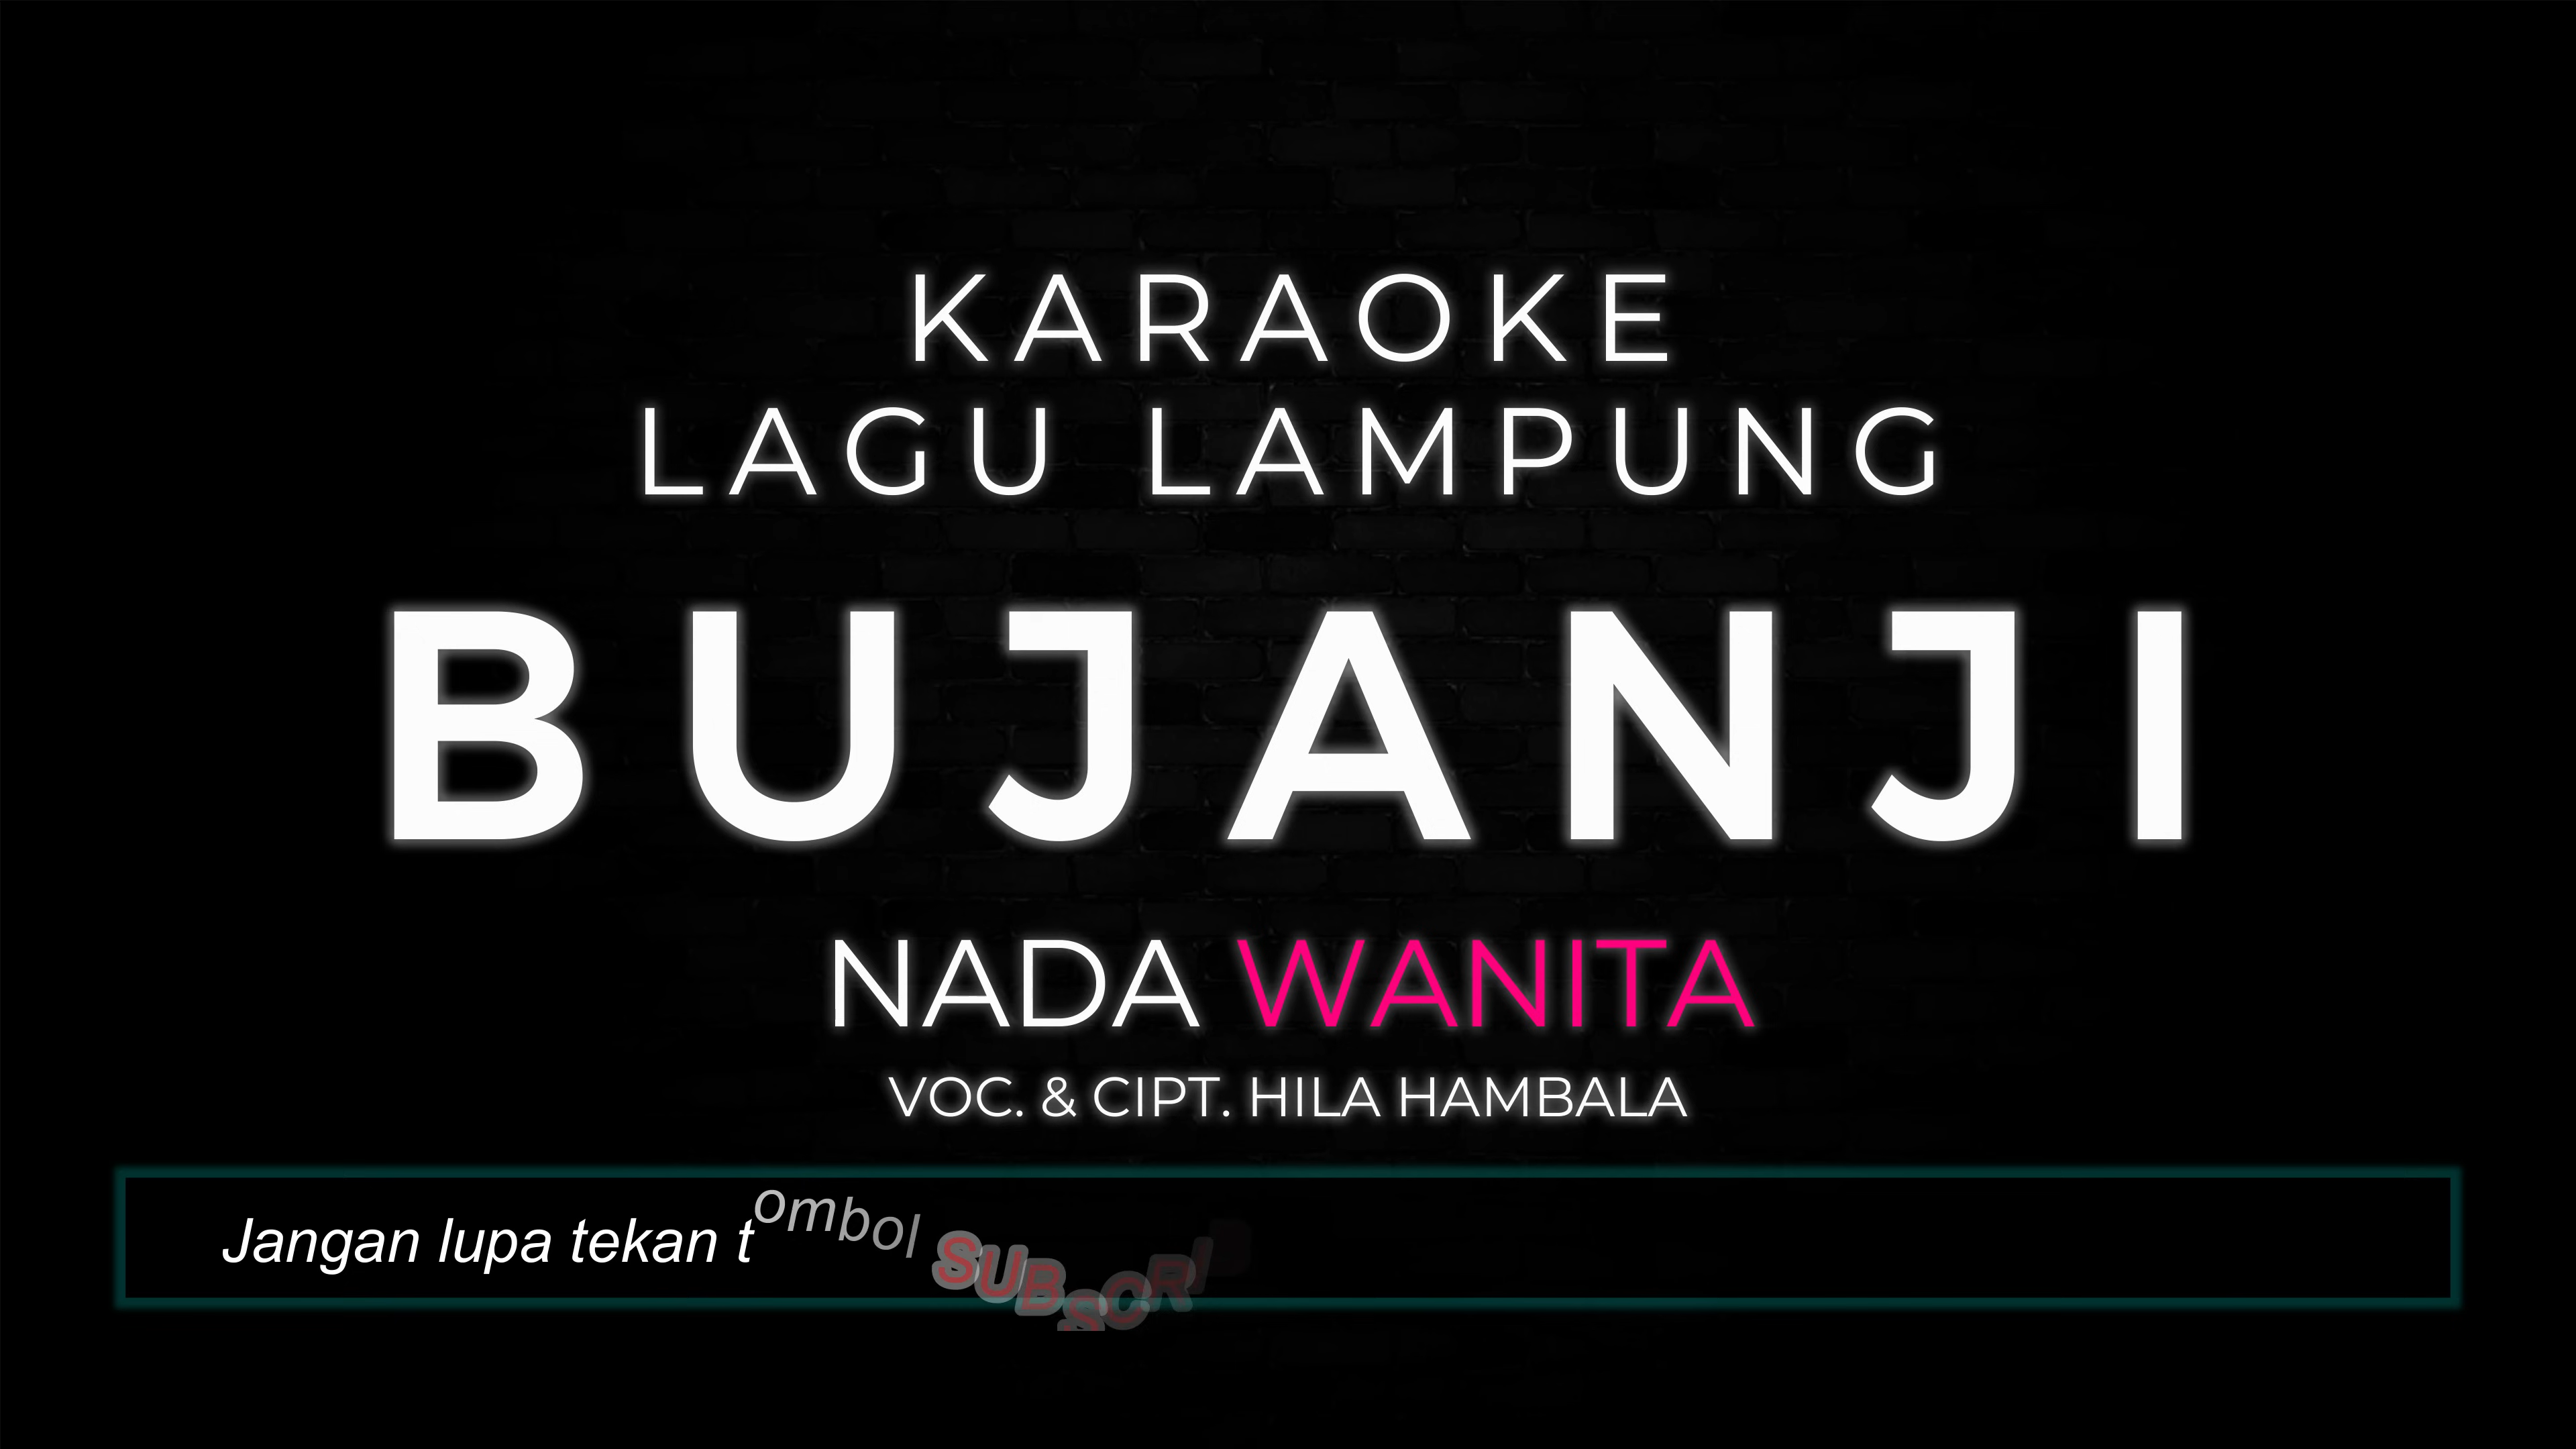 KARAOKE
LAGU LAMPUNG
BUJANJI
NADA WANITA
VOC. & CIPT. HILA HAMBALA
Jangan lupa tekan tombol